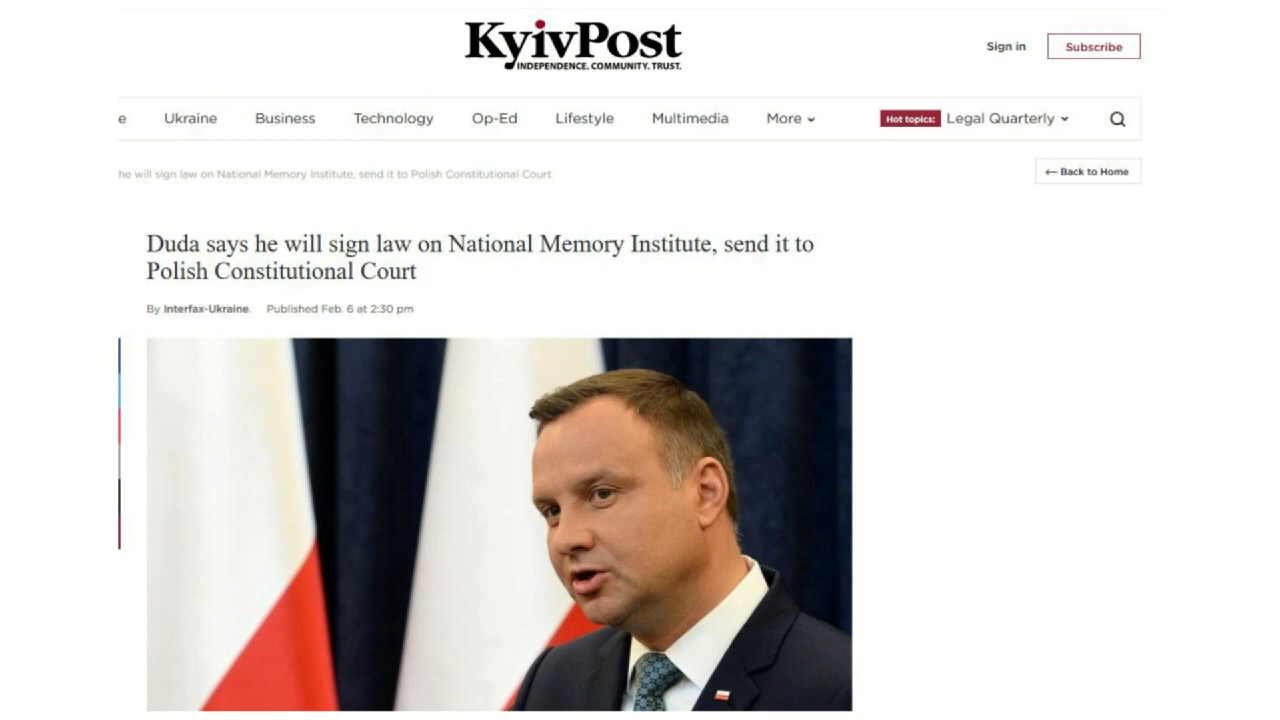 KyivPost
INDEPENDENCE. COMMUNITY. TRUST.
Sign in
Subscribe
e Ukraine Business Technology Op-Ed Lifestyle Multimedia More Hot topics: Legal Quarterly
he will sign law on National Memory Institute, send it to Polish Constitutional Court
← Back to Home
Duda says he will sign law on National Memory Institute, send it to
Polish Constitutional Court
By Interfax-Ukraine. Published Feb. 6 at 2:30 pm